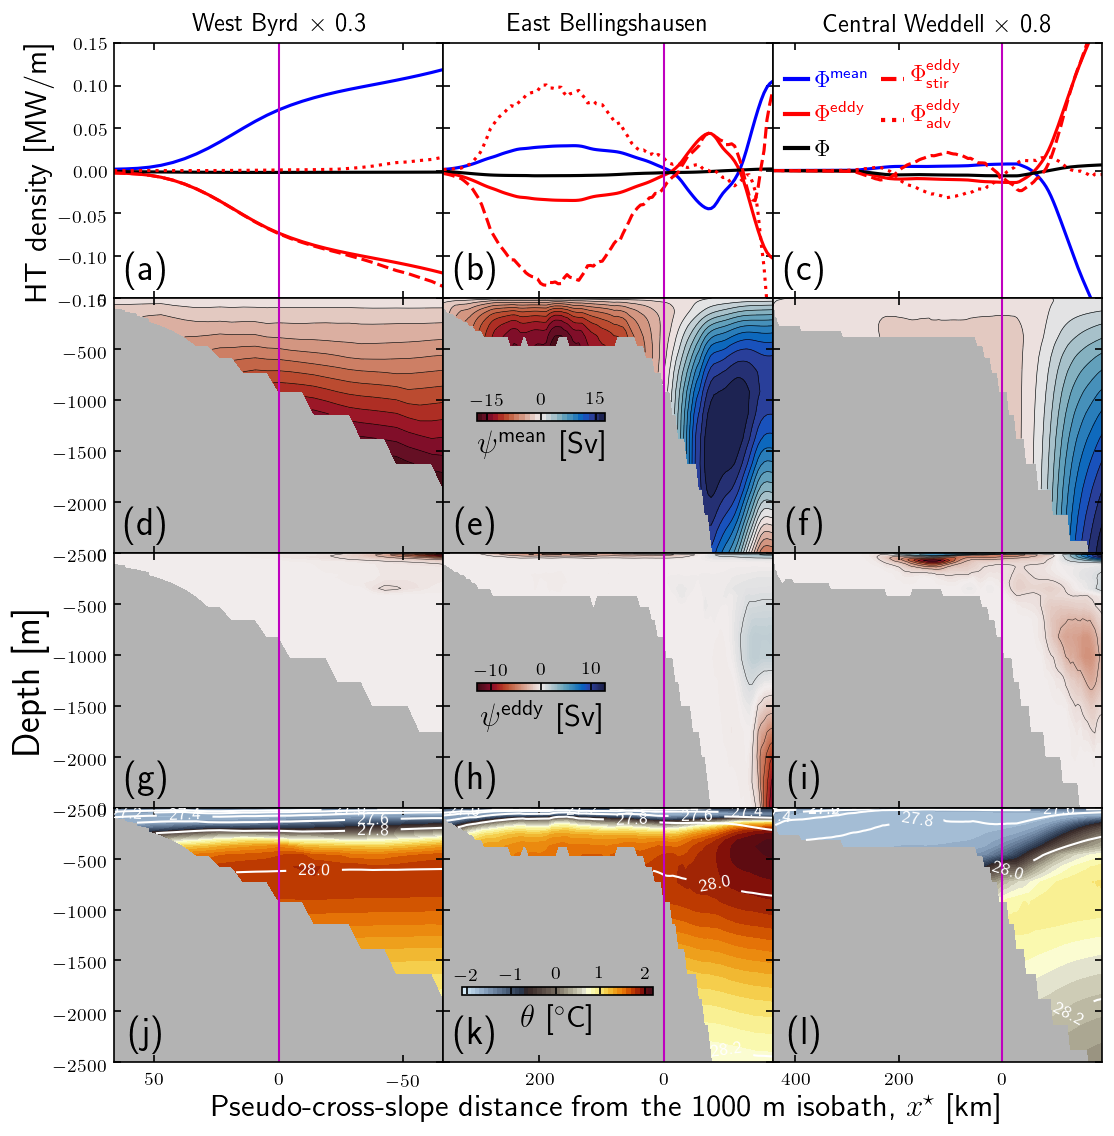 West Byrd × 0.3 East Bellingshausen Central Weddell × 0.8
HT density [MW/m]
0.15
0.10
0.05
0.00
−0.05
−0.10
Φ^mean Φ^eddy_stir
Φ^eddy Φ^eddy_adv
Φ
(a) (b) (c)
Depth [m]
−500
−1000
−1500
−2000
−2500
−15 0 15
ψ^mean [Sv]
(d) (e) (f)
−500
−1000
−1500
−2000
−2500
−10 0 10
ψ^eddy [Sv]
(g) (h) (i)
27.4
27.6
27.8
28.0
27.8 27.6 27.4
28.0
27.8
28.0
28.2
−500
−1000
−1500
−2000
−2500
−2 −1 0 1 2
θ [°C]
(j) (k) (l)
50 0 −50 200 0 400 200 0
Pseudo-cross-slope distance from the 1000 m isobath, x⋆ [km]